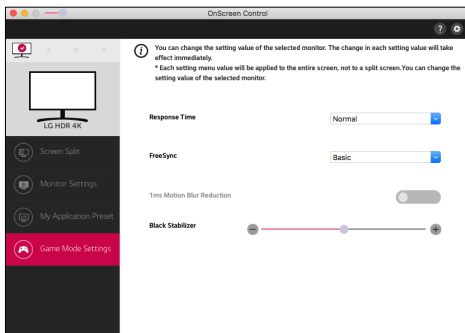 OnScreen Control
?
i
You can change the setting value of the selected monitor. The change in each setting value will take
effect immediately.
* Each setting menu value will be applied to the entire screen, not to a split screen.You can change the
setting value of the selected monitor.
LG HDR 4K
Screen Split
Monitor Settings
My Application Preset
Game Mode Settings
Response Time
Normal
FreeSync
Basic
1ms Motion Blur Reduction
Black Stabilizer